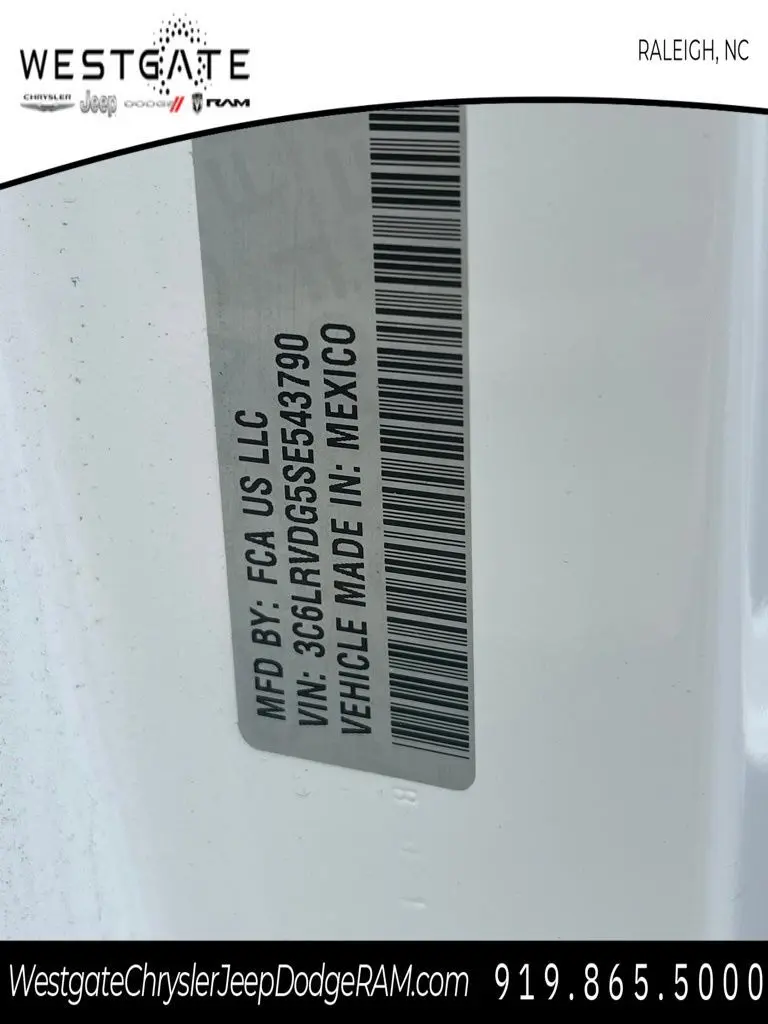 WESTGATE
CHRYSLER Jeep DODGE RAM
RALEIGH, NC
MFD BY: FCA US LLC
VIN: 3C6LRVDG5SE543790
VEHICLE MADE IN: MEXICO
WestgateChryslerJeepDodgeRAM.com 919.865.5000